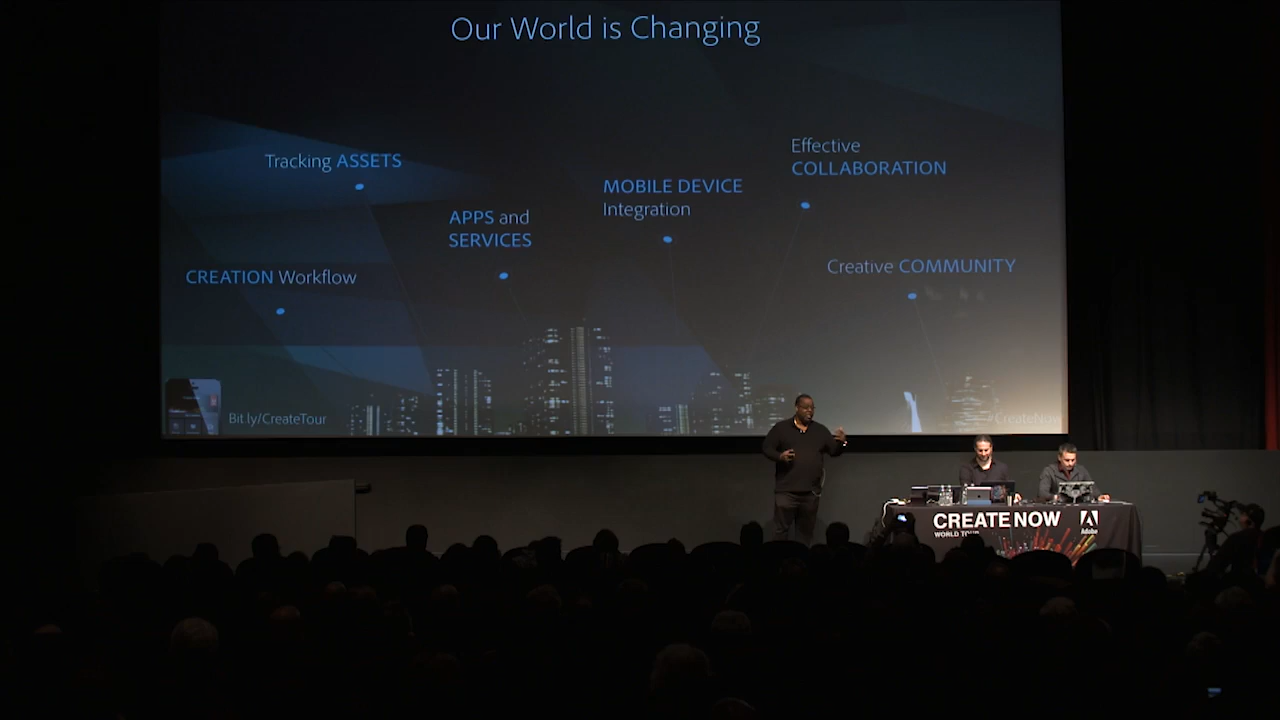 Our World is Changing
Tracking ASSETS
Effective
COLLABORATION
MOBILE DEVICE
Integration
APPS and
SERVICES
CREATION Workflow
Creative COMMUNITY
Bit.ly/CreateTour
#CreateNow
CREATE NOW
WORLD TOUR
Adobe